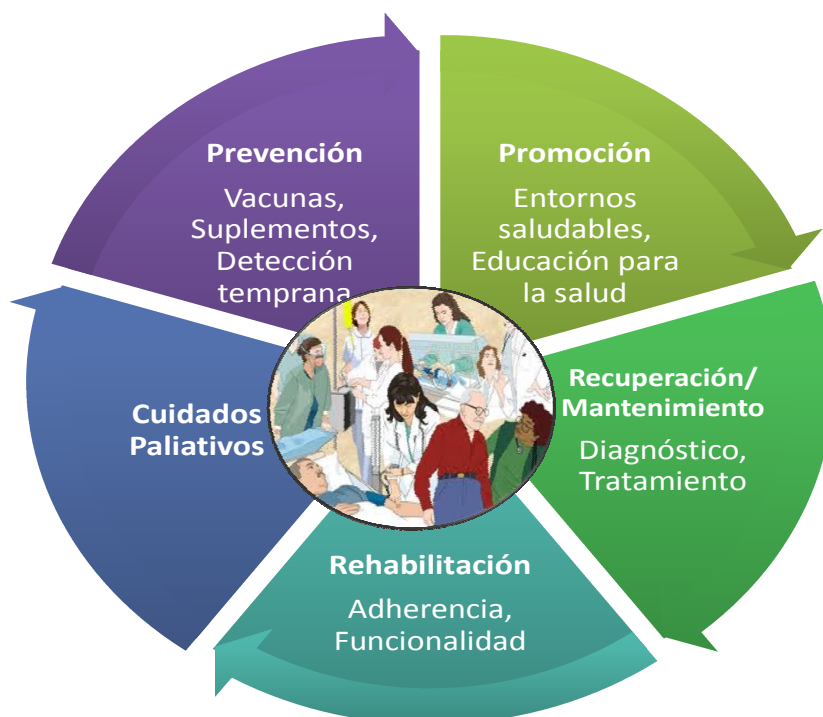 Prevención
Vacunas,
Suplementos,
Detección
temprana
Promoción
Entornos
saludables,
Educación para
la salud
Recuperación/
Mantenimiento
Diagnóstico,
Tratamiento
Rehabilitación
Adherencia,
Funcionalidad
Cuidados
Paliativos